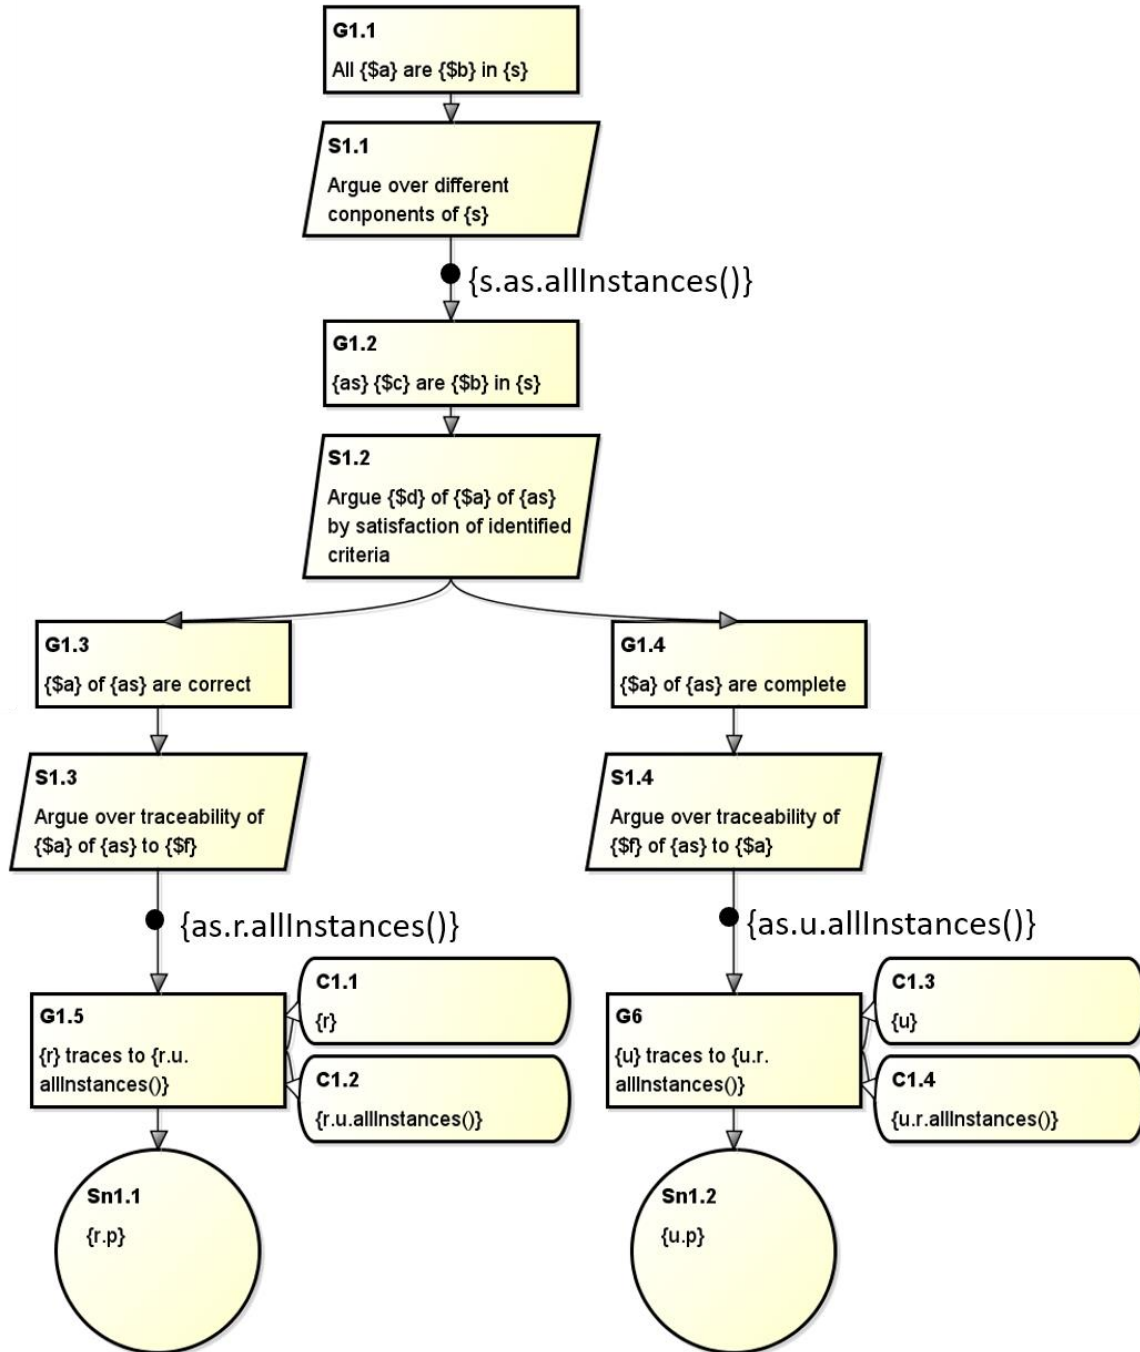 G1.1
All {$a} are {$b} in {s}
S1.1
Argue over different
conponents of {s}
{s.as.allInstances()}
G1.2
{as} {$c} are {$b} in {s}
S1.2
Argue {$d} of {$a} of {as}
by satisfaction of identified
criteria
G1.3
{$a} of {as} are correct
G1.4
{$a} of {as} are complete
S1.3
Argue over traceability of
{$a} of {as} to {$f}
S1.4
Argue over traceability of
{$f} of {as} to {$a}
{as.r.allInstances()}
{as.u.allInstances()}
G1.5
{r} traces to {r.u.
allInstances()}
C1.1
{r}
C1.2
{r.u.allInstances()}
G6
{u} traces to {u.r.
allInstances()}
C1.3
{u}
C1.4
{u.r.allInstances()}
Sn1.1
{r.p}
Sn1.2
{u.p}